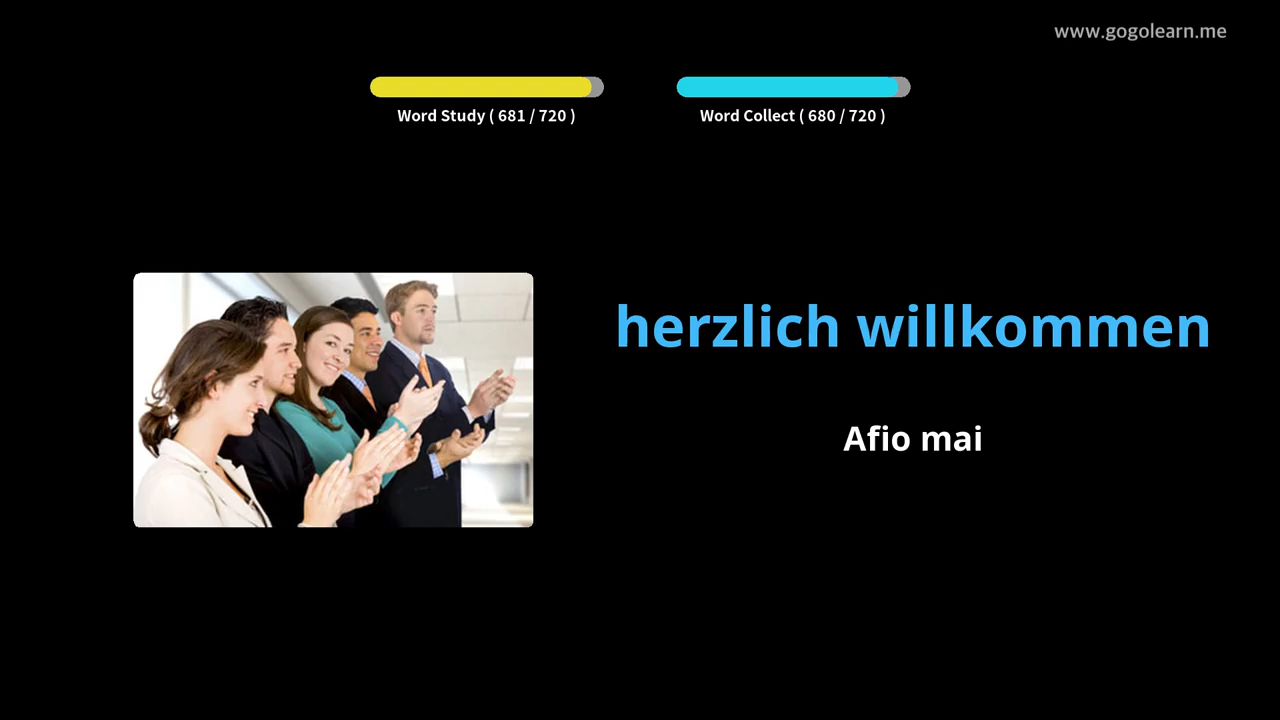 www.gogolearn.me
Word Study ( 681 / 720 )
Word Collect ( 680 / 720 )
herzlich willkommen
Afio mai